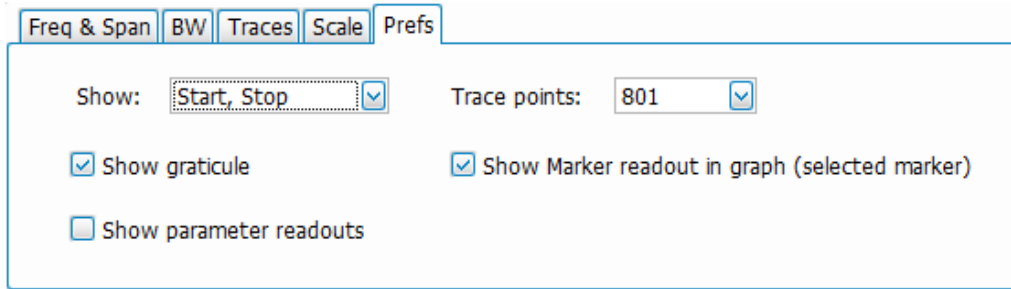 Freq & Span BW Traces Scale Prefs
Show: Start, Stop Trace points: 801
Show graticule Show Marker readout in graph (selected marker)
Show parameter readouts